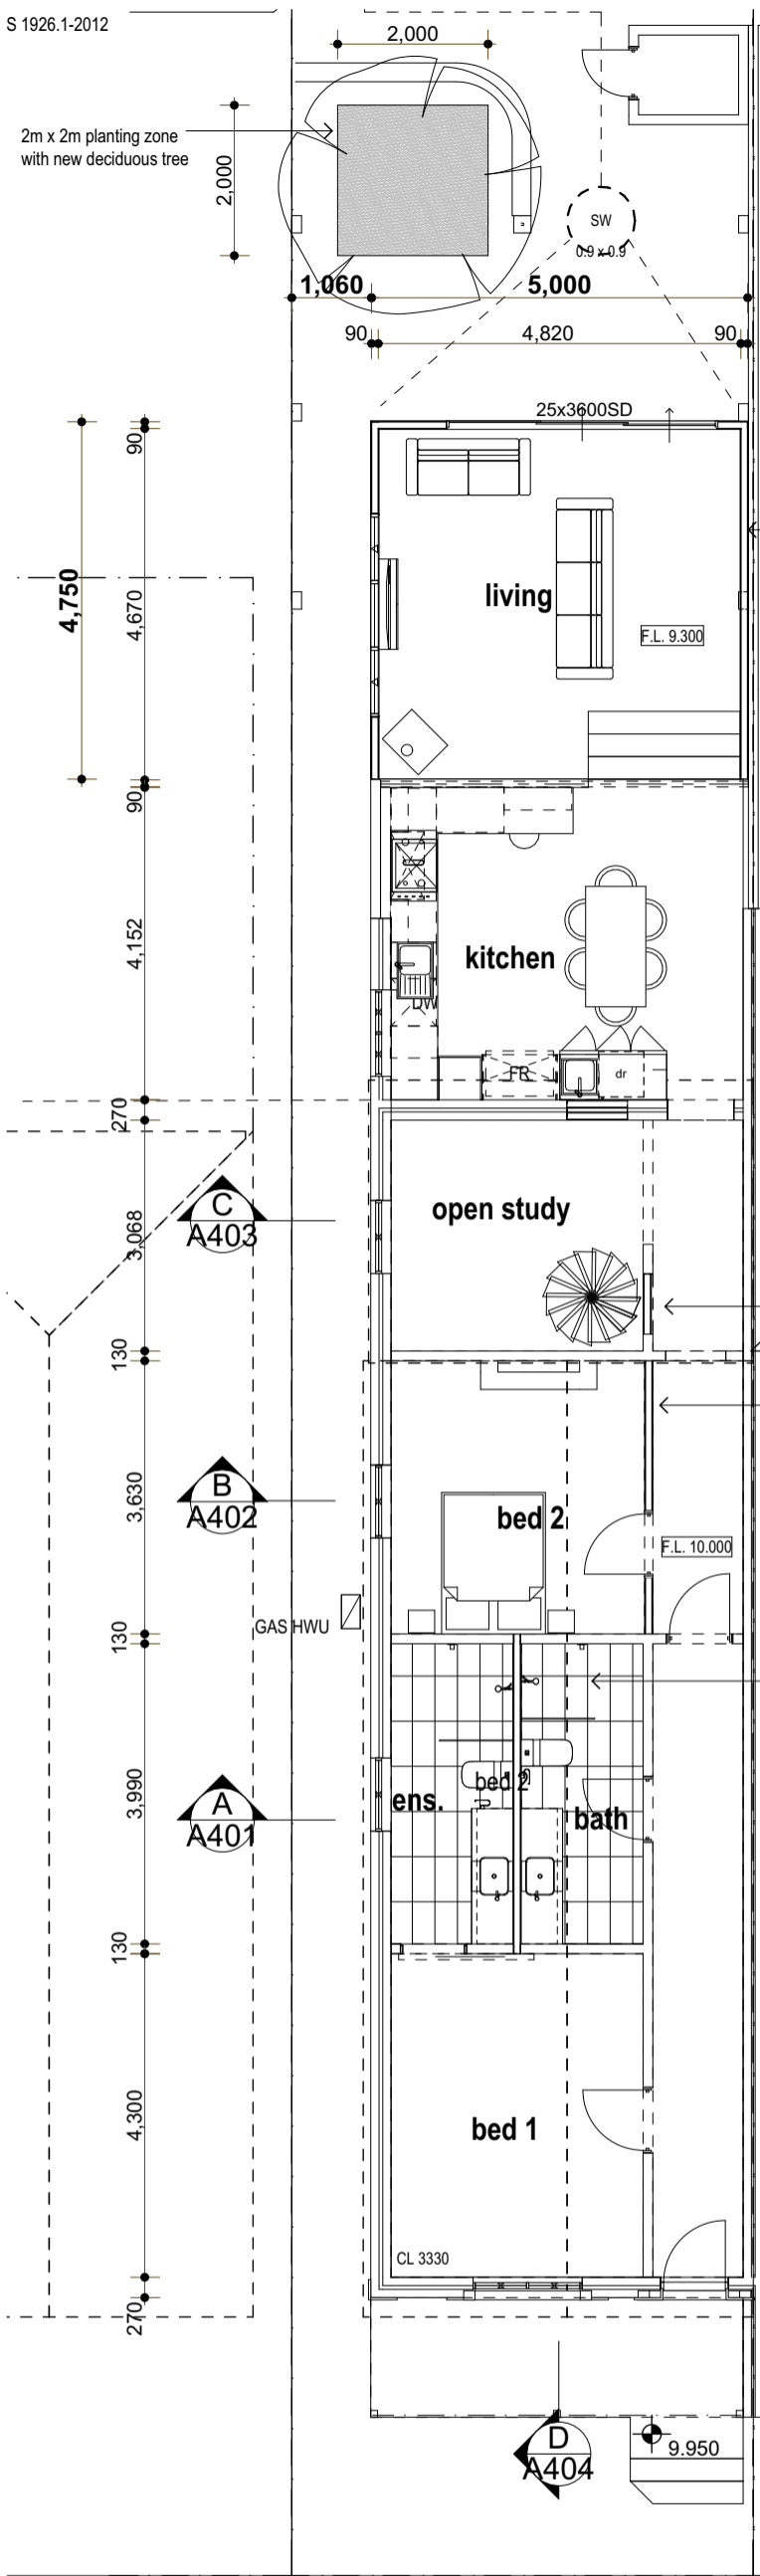 S 1926.1-2012
2,000
2m x 2m planting zone
with new deciduous tree
2,000
SW
0.9 x 0.9
1,060
5,000
90
4,820
90
25x3600SD
90
4,750
4,670
living
F.L. 9.300
90
4,152
kitchen
DW
FR
dr
270
3,068
C
A403
open study
130
3,630
B
A402
bed 2
F.L. 10.000
GAS HWU
130
3,990
A
A401
ens.
bed 2
bath
130
4,300
bed 1
CL 3330
270
D
A404
9.950